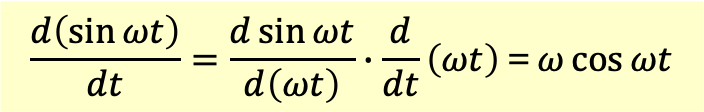 d(sin ωt)/dt = d sin ωt/d(ωt) · d/dt (ωt) = ω cos ωt